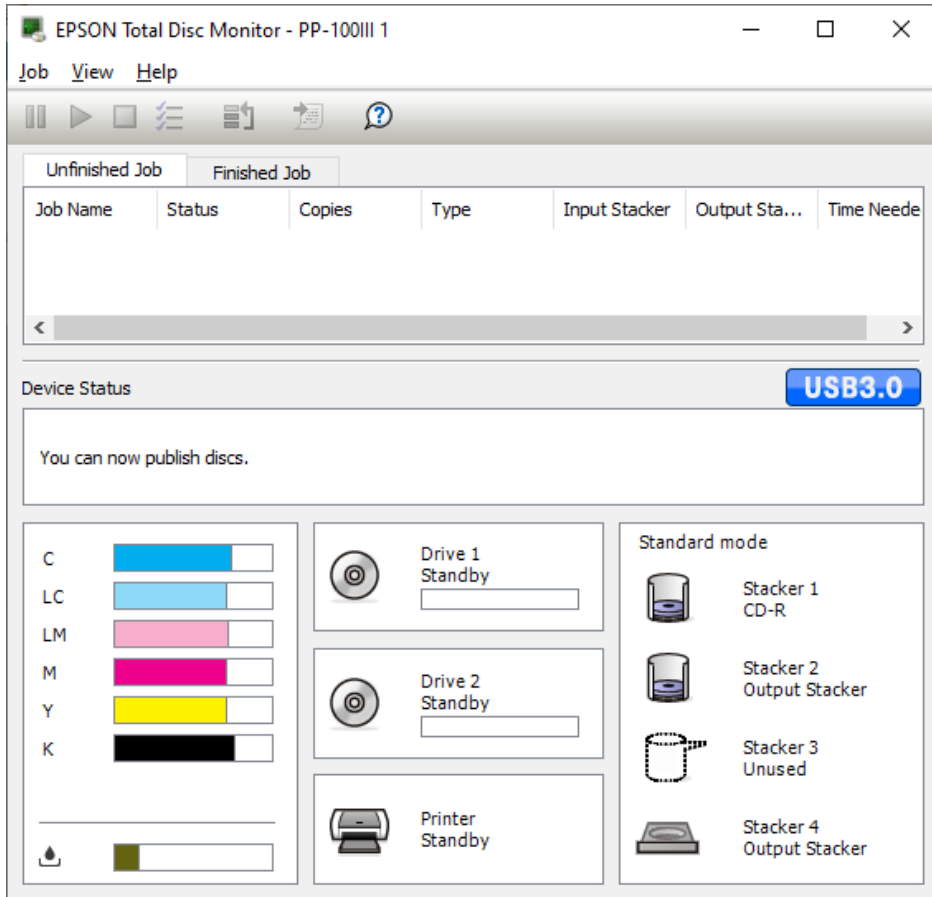 EPSON Total Disc Monitor - PP-100III 1
Job View Help
Unfinished Job Finished Job
Job Name Status Copies Type Input Stacker Output Sta... Time Neede
Device Status
USB3.0
You can now publish discs.
C
LC
LM
M
Y
K
Drive 1
Standby
Drive 2
Standby
Printer
Standby
Standard mode
Stacker 1
CD-R
Stacker 2
Output Stacker
Stacker 3
Unused
Stacker 4
Output Stacker